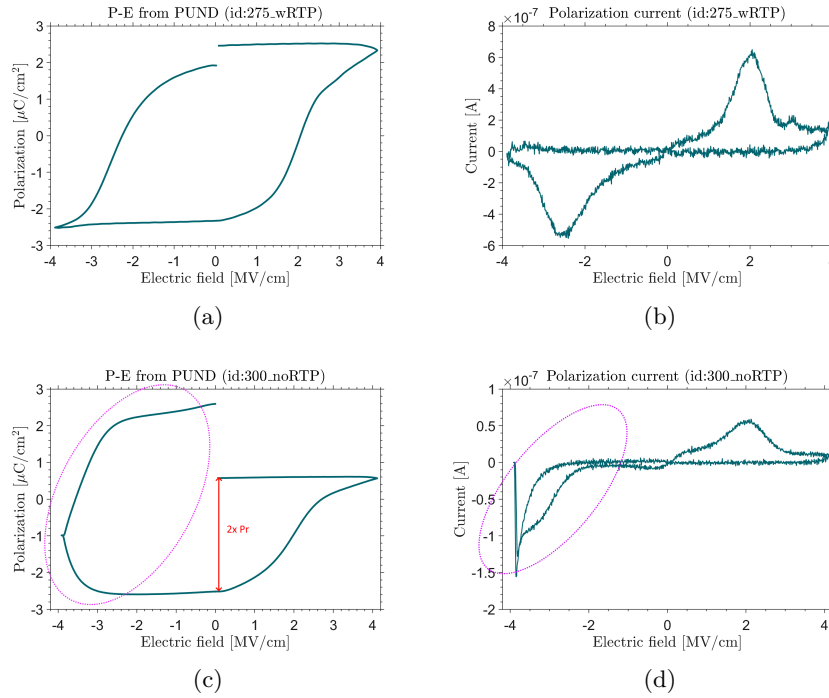 P-E from PUND (id:275_wRTP)
3
2
1
0
-1
-2
-3
-4 -3 -2 -1 0 1 2 3 4
Polarization [μC/cm²]
Electric field [MV/cm]
(a)
Polarization current (id:275_wRTP)
×10⁻⁷
8
6
4
2
0
-2
-4
-6
-4 -2 0 2 4
Current [A]
Electric field [MV/cm]
(b)
P-E from PUND (id:300_noRTP)
3
2
1
0
-1
-2
-3
-4 -3 -2 -1 0 1 2 3 4
Polarization [μC/cm²]
2x Pr
Electric field [MV/cm]
(c)
Polarization current (id:300_noRTP)
×10⁻⁷
1
0.5
0
-0.5
-1
-1.5
-2
-4 -2 0 2 4
Current [A]
Electric field [MV/cm]
(d)